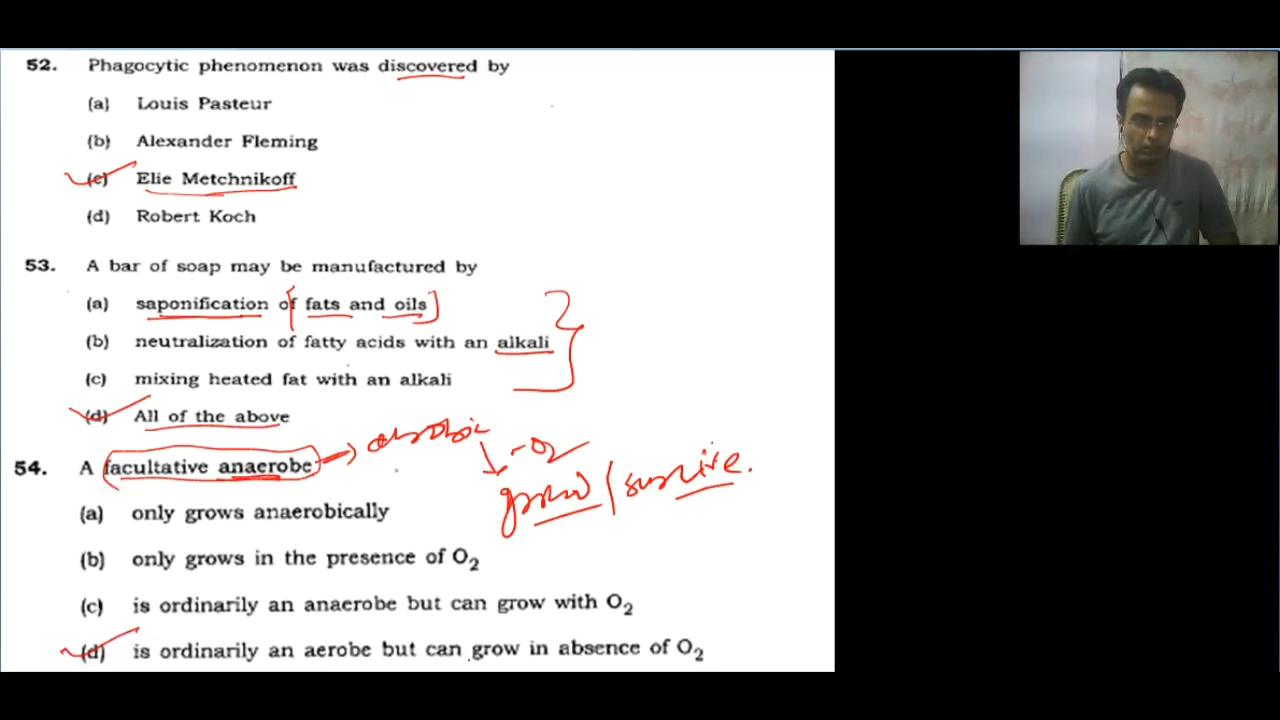 52. Phagocytic phenomenon was discovered by
(a) Louis Pasteur
(b) Alexander Fleming
(c) Elie Metchnikoff
(d) Robert Koch
53. A bar of soap may be manufactured by
(a) saponification of fats and oils
(b) neutralization of fatty acids with an alkali
(c) mixing heated fat with an alkali
(d) All of the above
aerobic
-O2
54. A facultative anaerobe
grow / survive.
(a) only grows anaerobically
(b) only grows in the presence of O₂
(c) is ordinarily an anaerobe but can grow with O₂
(d) is ordinarily an aerobe but can grow in absence of O₂